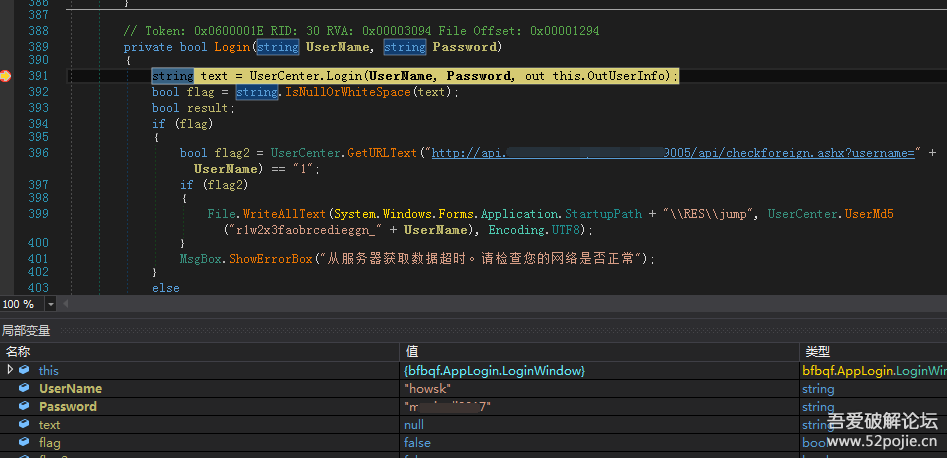 386 }
387
388 // Token: 0x0600001E RID: 30 RVA: 0x00003094 File Offset: 0x00001294
389 private bool Login(string UserName, string Password)
390 {
391 string text = UserCenter.Login(UserName, Password, out this.OutUserInfo);
392 bool flag = string.IsNullOrWhiteSpace(text);
393 bool result;
394 if (flag)
395 {
396 bool flag2 = UserCenter.GetURLText("http://api. 9005/api/checkforeign.ashx?username=" +
UserName) == "1";
397 if (flag2)
398 {
399 File.WriteAllText(System.Windows.Forms.Application.StartupPath + "\\RES\\jump", UserCenter.UserMd5
("r1w2x3faobrcedieggn_" + UserName), Encoding.UTF8);
400 }
401 MsgBox.ShowErrorBox("从服务器获取数据超时。请检查您的网络是否正常");
402 }
403 else
100 %
局部变量
名称 值 类型
this {bfbqf.AppLogin.LoginWindow} bfbqf.AppLogin.LoginWin
UserName "howsk" string
Password "m 7" string
text null string
flag false bool
吾爱破解论坛
www.52pojie.cn